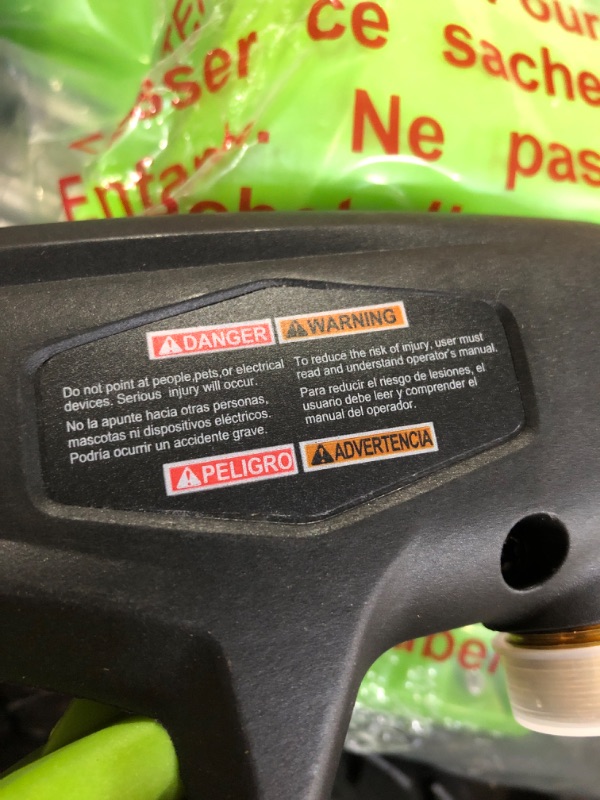 ce
sache
Ne pas
DANGER
WARNING
Do not point at people,pets,or electrical
devices. Serious injury will occur.
No la apunte hacia otras personas,
mascotas ni dispositivos eléctricos.
Podría ocurrir un accidente grave.
To reduce the risk of injury, user must
read and understand operator's manual.
Para reducir el riesgo de lesiones, el
usuario debe leer y comprender el
manual del operador.
PELIGRO
ADVERTENCIA